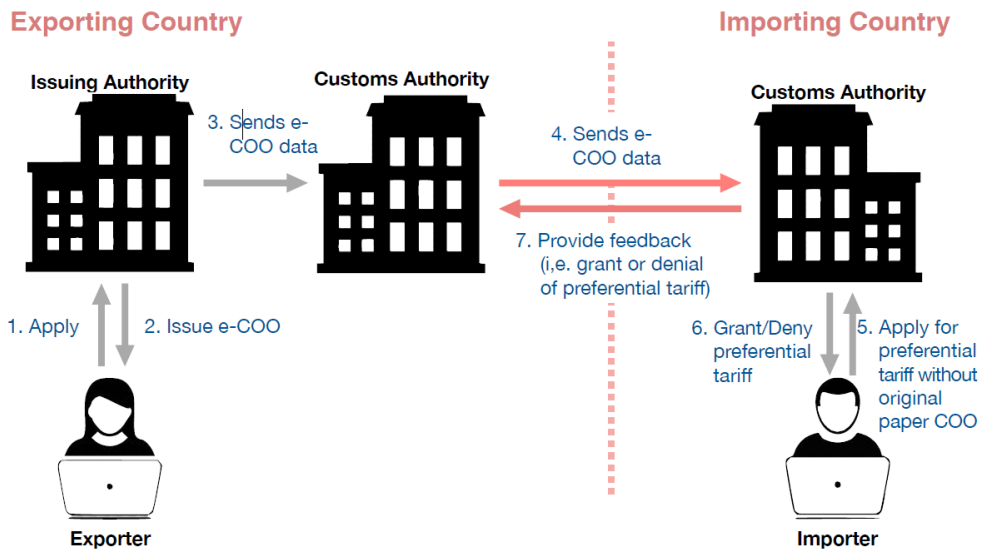 Exporting Country
Importing Country
Issuing Authority
Customs Authority
Customs Authority
3. Sends e-
COO data
4. Sends e-
COO data
7. Provide feedback
(i,e. grant or denial
of preferential tariff)
1. Apply
2. Issue e-COO
6. Grant/Deny
preferential
tariff
5. Apply for
preferential
tariff without
original
paper COO
Exporter
Importer